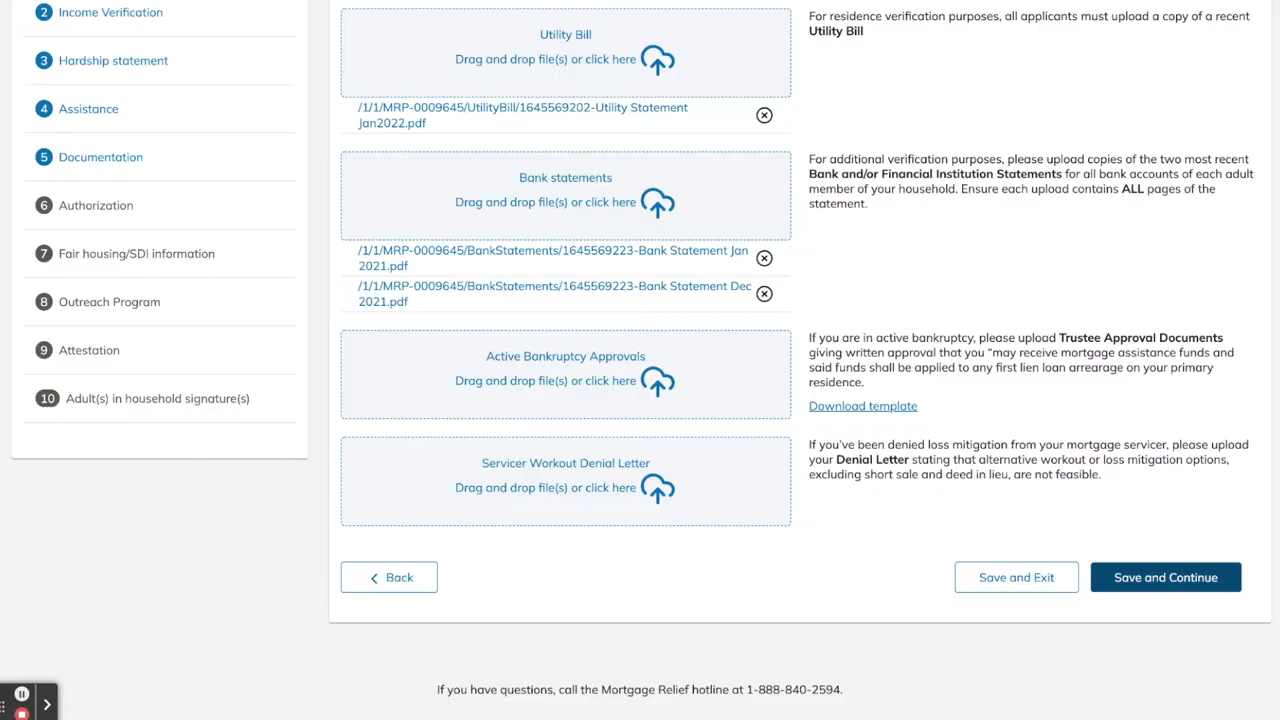 2 Income Verification
3 Hardship statement
4 Assistance
5 Documentation
6 Authorization
7 Fair housing/SDI information
8 Outreach Program
9 Attestation
10 Adult(s) in household signature(s)
Utility Bill
Drag and drop file(s) or click here
/1/1/MRP-0009645/UtilityBill/1645569202-Utility Statement
Jan2022.pdf
For residence verification purposes, all applicants must upload a copy of a recent
Utility Bill
Bank statements
Drag and drop file(s) or click here
/1/1/MRP-0009645/BankStatements/1645569223-Bank Statement Jan
2021.pdf
/1/1/MRP-0009645/BankStatements/1645569223-Bank Statement Dec
2021.pdf
For additional verification purposes, please upload copies of the two most recent
Bank and/or Financial Institution Statements for all bank accounts of each adult
member of your household. Ensure each upload contains ALL pages of the
statement.
Active Bankruptcy Approvals
Drag and drop file(s) or click here
If you are in active bankruptcy, please upload Trustee Approval Documents
giving written approval that you “may receive mortgage assistance funds and
said funds shall be applied to any first lien loan arrearage on your primary
residence.
Download template
Servicer Workout Denial Letter
Drag and drop file(s) or click here
If you’ve been denied loss mitigation from your mortgage servicer, please upload
your Denial Letter stating that alternative workout or loss mitigation options,
excluding short sale and deed in lieu, are not feasible.
Back
Save and Exit
Save and Continue
If you have questions, call the Mortgage Relief hotline at 1-888-840-2594.